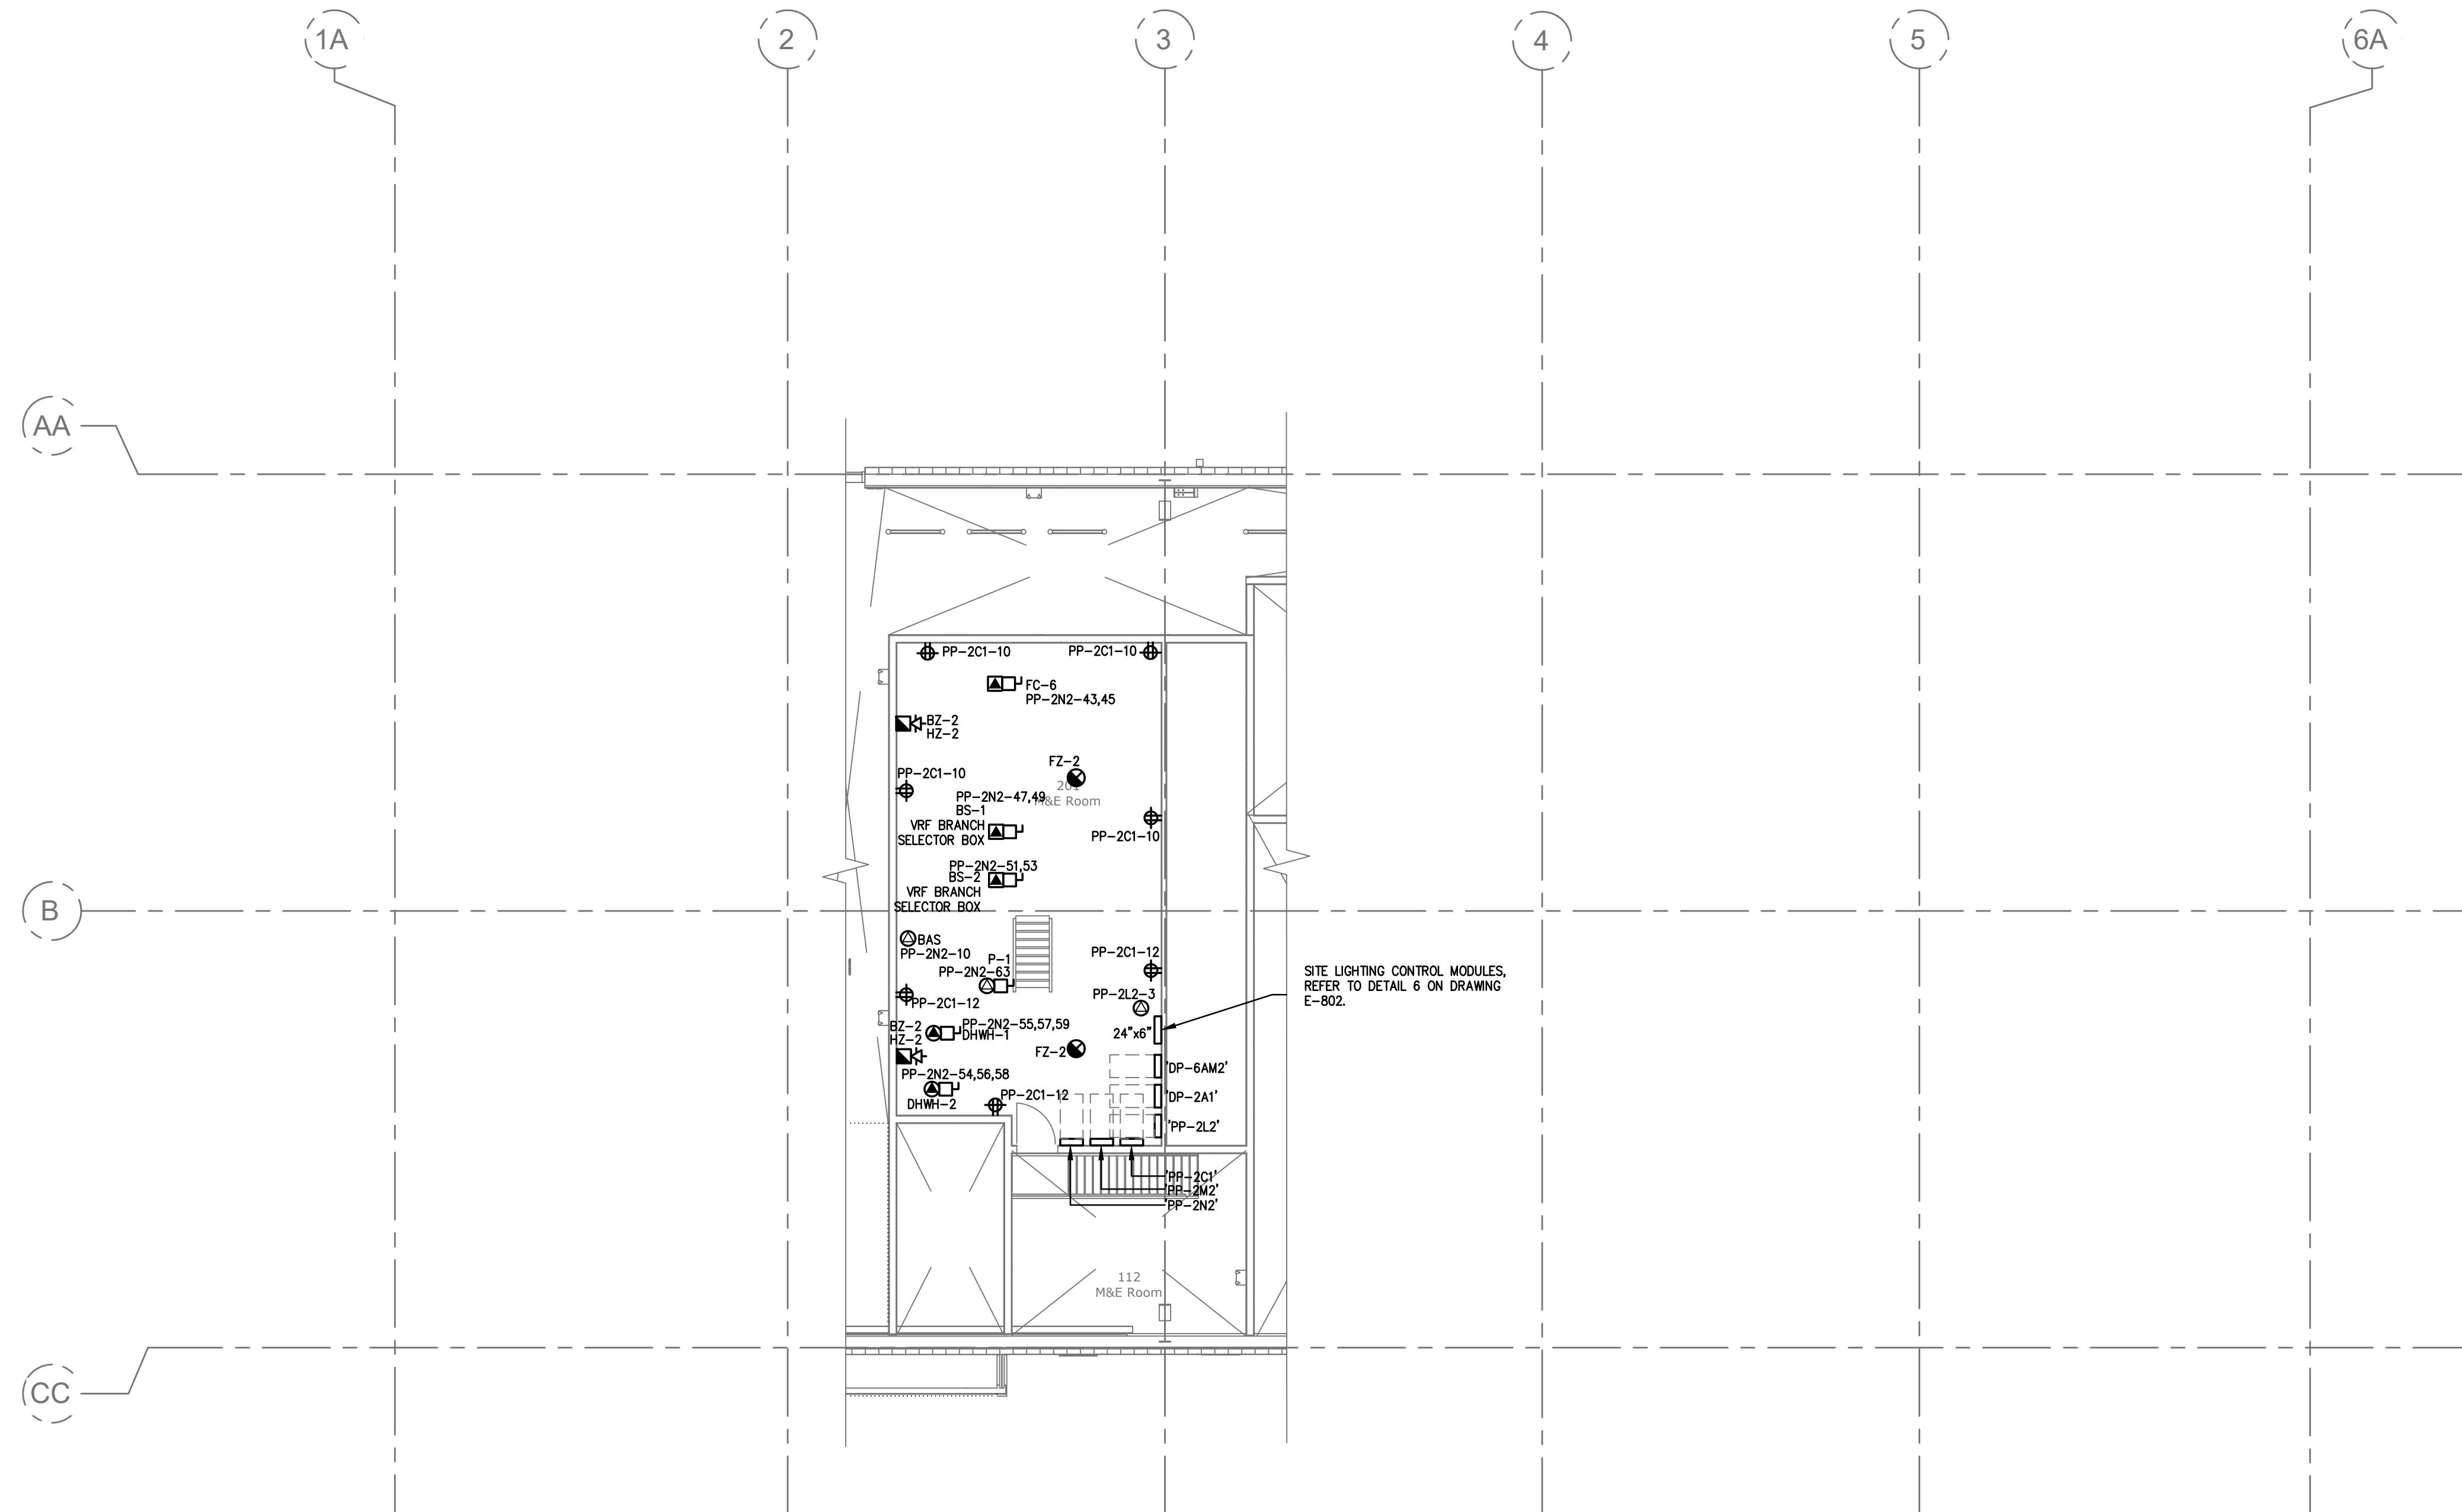 1A
2
3
4
5
6A
AA
B
CC
PP-2C1-10
PP-2C1-10
FC-6
PP-2N2-43,45
BZ-2
HZ-2
FZ-2
PP-2C1-10
201
M&E Room
PP-2N2-47,49
BS-1
VRF BRANCH
SELECTOR BOX
PP-2C1-10
PP-2N2-51,53
BS-2
VRF BRANCH
SELECTOR BOX
BAS
PP-2N2-10
P-1
PP-2N2-63
PP-2C1-12
PP-2C1-12
PP-2L2-3
SITE LIGHTING CONTROL MODULES,
REFER TO DETAIL 6 ON DRAWING
E-802.
24"x6"
BZ-2
HZ-2
PP-2N2-55,57,59
DHWH-1
FZ-2
PP-2N2-54,56,58
DHWH-2
PP-2C1-12
'DP-6AM2'
'DP-2A1'
'PP-2L2'
'PP-2C1'
'PP-2M2'
'PP-2N2'
112
M&E Room